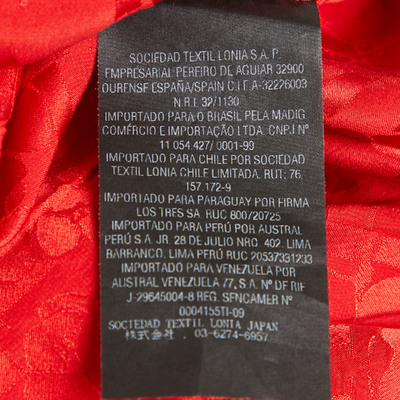 SOCIEDAD TEXTIL LONIA S.A. P.
EMPRESARIAL PEREIRO DE AGUIAR 32900
OURENSE ESPAÑA/SPAIN C.I.F.A-32226003
N.R.I. 32/1130
IMPORTADO PARA O BRASIL PELA MADIG
COMÉRCIO E IMPORTAÇÃO LTDA. CNPJ Nº
11.054.427/ 0001-99
IMPORTADO PARA CHILE POR SOCIEDAD
TEXTIL LONIA CHILE LIMITADA. RUT: 76,
157.172-9
IMPORTADO PARA PARAGUAY POR FIRMA
LOS TRES SA. RUC 800720725
IMPORTADO PARA PERÚ POR AUSTRAL
PERÚ S.A. JR. 28 DE JULIO NRO. 402. LIMA
BARRANCO, LIMA PERU RUC 20537331233
IMPORTADO PARA VENEZUELA POR
AUSTRAL VENEZUELA 77, S.A. Nº DE RIF
J-29645004-8 REG. SENCAMER Nº
0004155TI-09
SOCIEDAD TEXTIL LONIA JAPAN
株式会社. 03-6274-6957